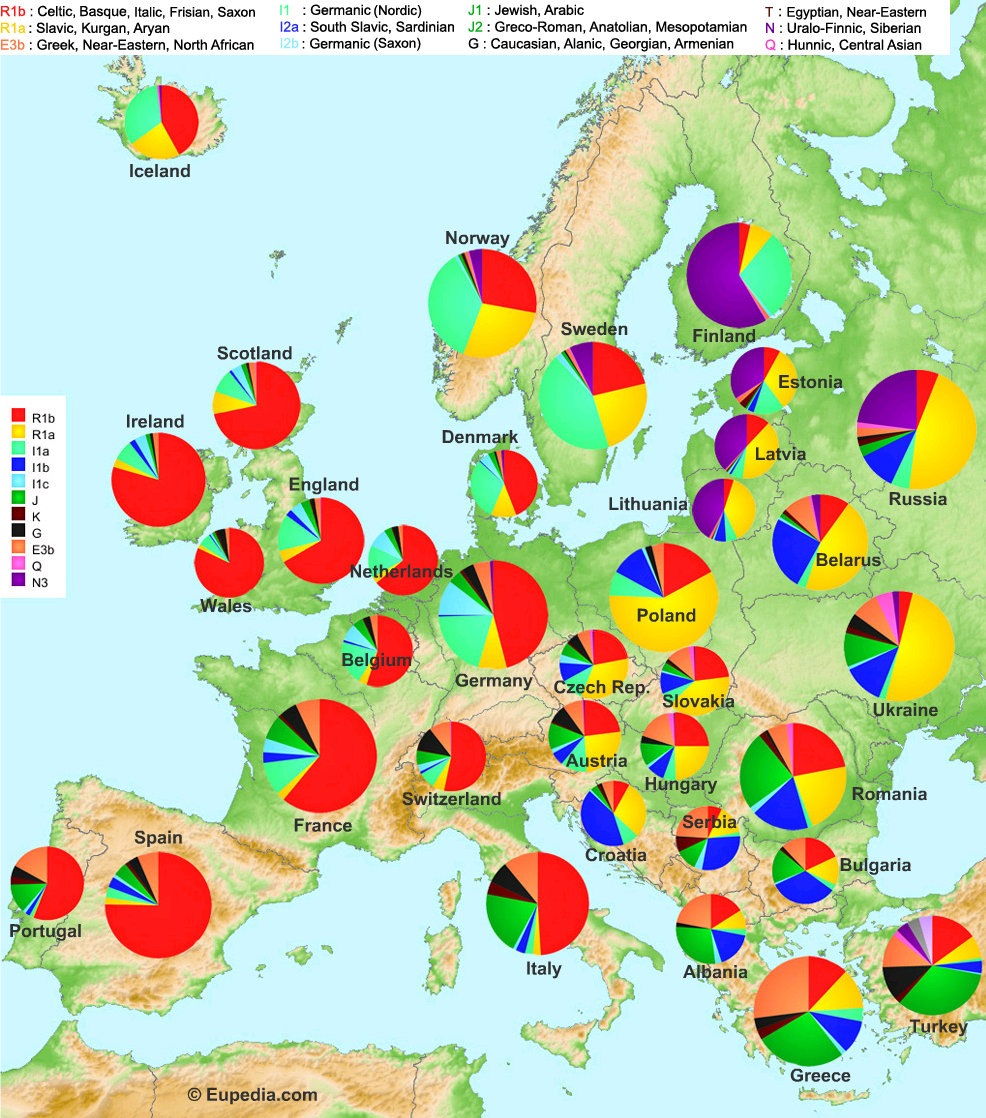 R1b : Celtic, Basque, Italic, Frisian, Saxon
R1a : Slavic, Kurgan, Aryan
E3b : Greek, Near-Eastern, North African
I1 : Germanic (Nordic)
I2a : South Slavic, Sardinian
I2b : Germanic (Saxon)
J1 : Jewish, Arabic
J2 : Greco-Roman, Anatolian, Mesopotamian
G : Caucasian, Alanic, Georgian, Armenian
T : Egyptian, Near-Eastern
N : Uralo-Finnic, Siberian
Q : Hunnic, Central Asian
Iceland
Norway
Finland
Sweden
Scotland
Estonia
R1b
R1a
I1a
I1b
I1c
J
K
G
E3b
Q
N3
Ireland
Denmark
Latvia
England
Lithuania
Russia
Netherlands
Belarus
Wales
Poland
Belgium
Germany
Czech Rep.
Slovakia
Ukraine
Austria
Hungary
Romania
Switzerland
France
Serbia
Spain
Croatia
Bulgaria
Portugal
Italy
Albania
Turkey
Greece
© Eupedia.com